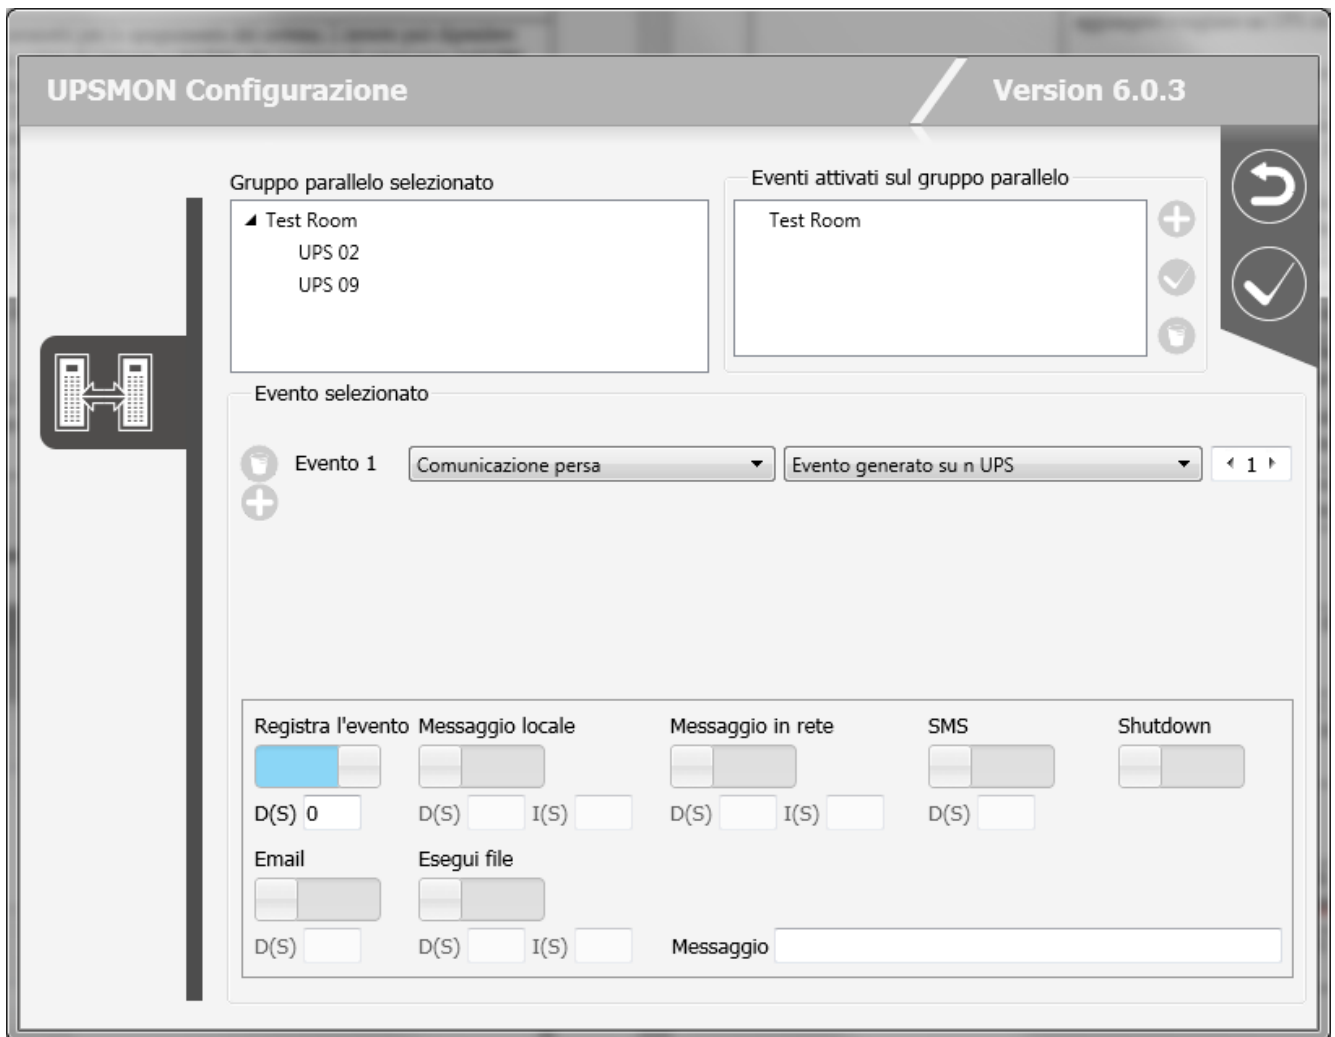 UPSMON Configurazione
Version 6.0.3
Gruppo parallelo selezionato
Eventi attivati sul gruppo parallelo
Test Room
UPS 02
UPS 09
Test Room
Evento selezionato
Evento 1 Comunicazione persa Evento generato su n UPS 1
Registra l'evento Messaggio locale Messaggio in rete SMS Shutdown
D(S) 0 D(S) I(S) D(S) I(S) D(S)
Email Esegui file
D(S) D(S) I(S) Messaggio